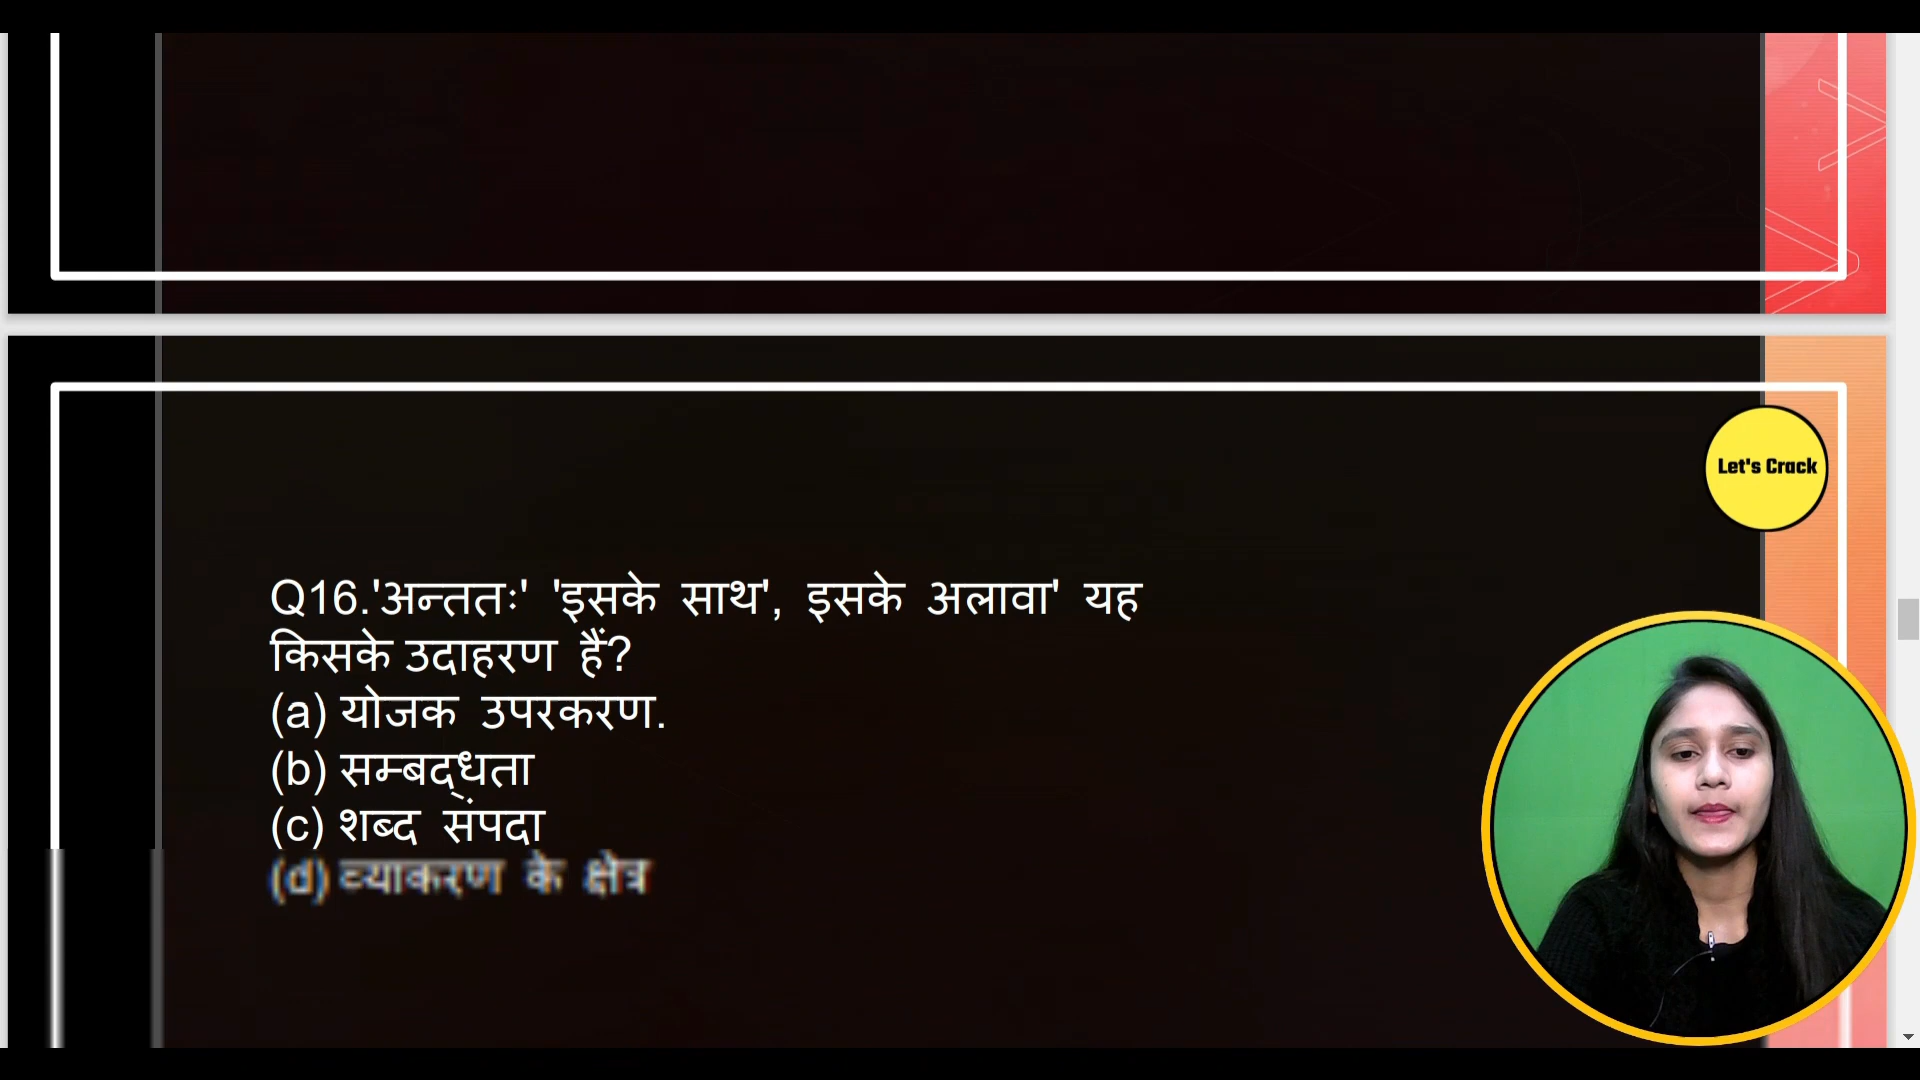 Let's Crack
Q16.'अन्ततः' 'इसके साथ', इसके अलावा' यह
किसके उदाहरण हैं?
(a) योजक उपरकरण.
(b) सम्बद्धता
(c) शब्द संपदा
(d) व्याकरण के क्षेत्र